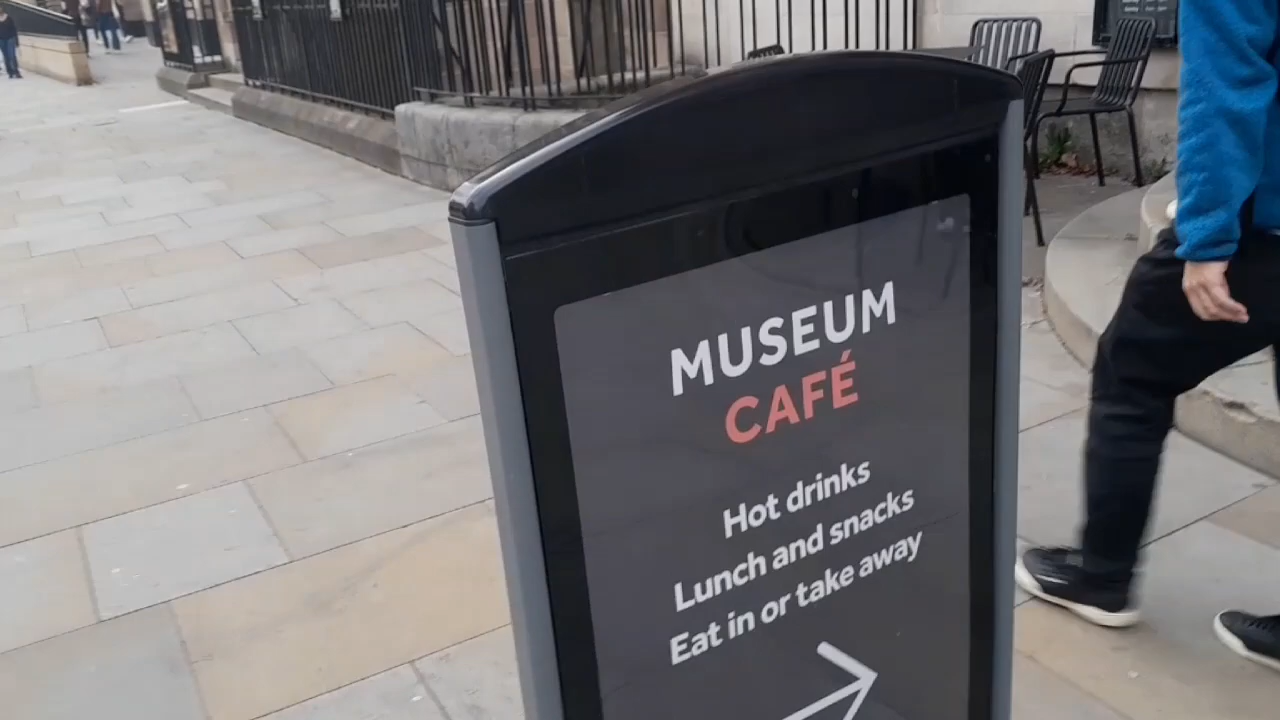 MUSEUM
CAFÉ
Hot drinks
Lunch and snacks
Eat in or take away